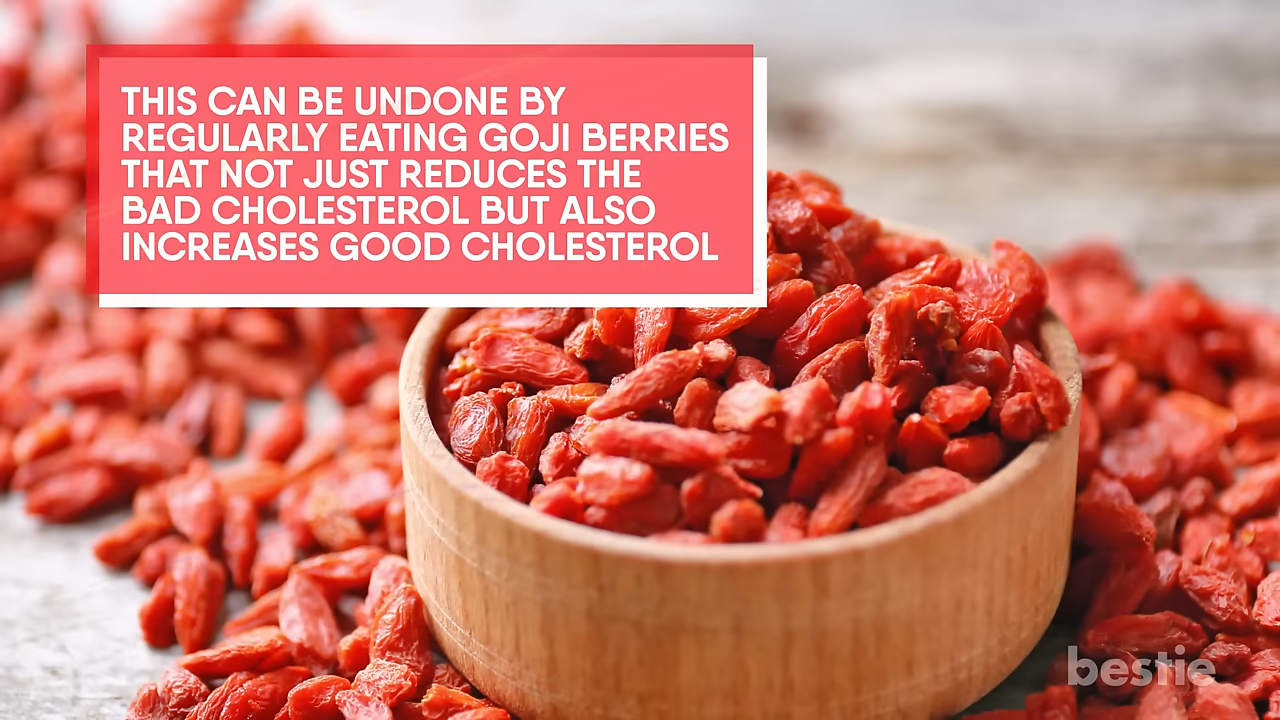 THIS CAN BE UNDONE BY
REGULARLY EATING GOJI BERRIES
THAT NOT JUST REDUCES THE
BAD CHOLESTEROL BUT ALSO
INCREASES GOOD CHOLESTEROL
bestie